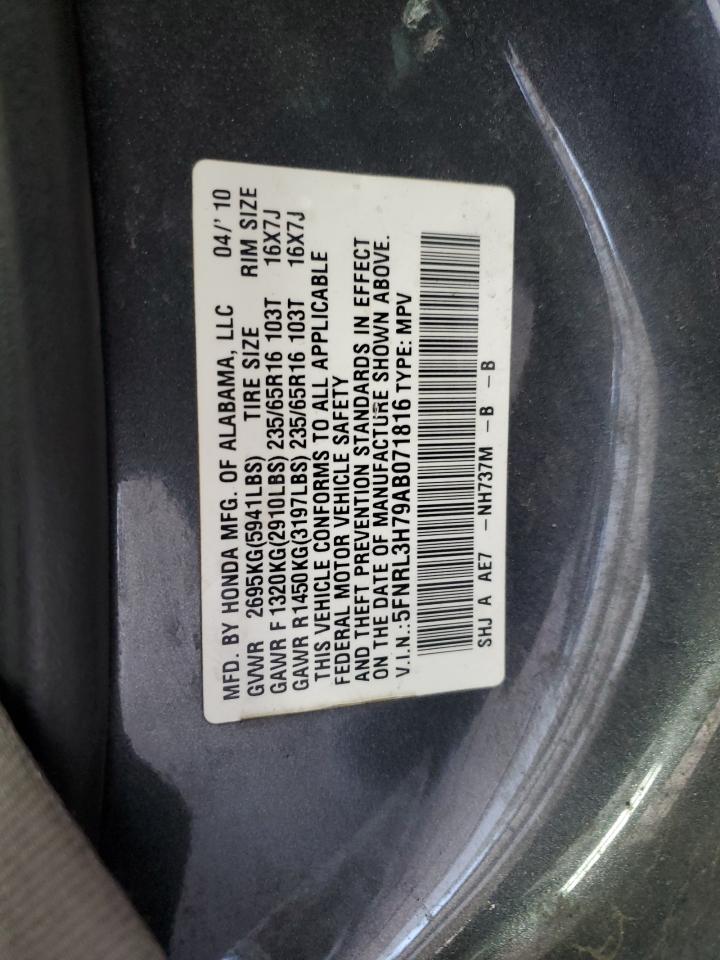 MFD. BY HONDA MFG. OF ALABAMA, LLC 04/' 10
GVWR 2695KG(5941LBS) TIRE SIZE RIM SIZE
GAWR F 1320KG(2910LBS) 235/65R16 103T 16X7J
GAWR R1450KG(3197LBS) 235/65R16 103T 16X7J
THIS VEHICLE CONFORMS TO ALL APPLICABLE
FEDERAL MOTOR VEHICLE SAFETY
AND THEFT PREVENTION STANDARDS IN EFFECT
ON THE DATE OF MANUFACTURE SHOWN ABOVE.
V.I.N.:5FNRL3H79AB071816 TYPE: MPV
SHJ A AE7 -NH737M -B -B